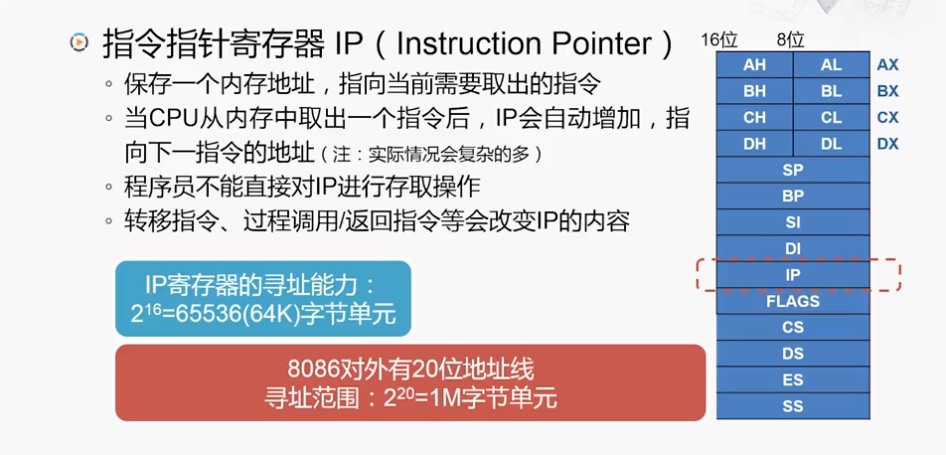 指令指针寄存器 IP（Instruction Pointer）
。保存一个内存地址，指向当前需要取出的指令
。当CPU从内存中取出一个指令后，IP会自动增加，指
向下一指令的地址（注：实际情况会复杂的多）
。程序员不能直接对IP进行存取操作
。转移指令、过程调用/返回指令等会改变IP的内容
IP寄存器的寻址能力：
2¹⁶=65536(64K)字节单元
8086对外有20位地址线
寻址范围：2²⁰=1M字节单元
16位 8位
AH AL AX
BH BL BX
CH CL CX
DH DL DX
SP
BP
SI
DI
IP
FLAGS
CS
DS
ES
SS